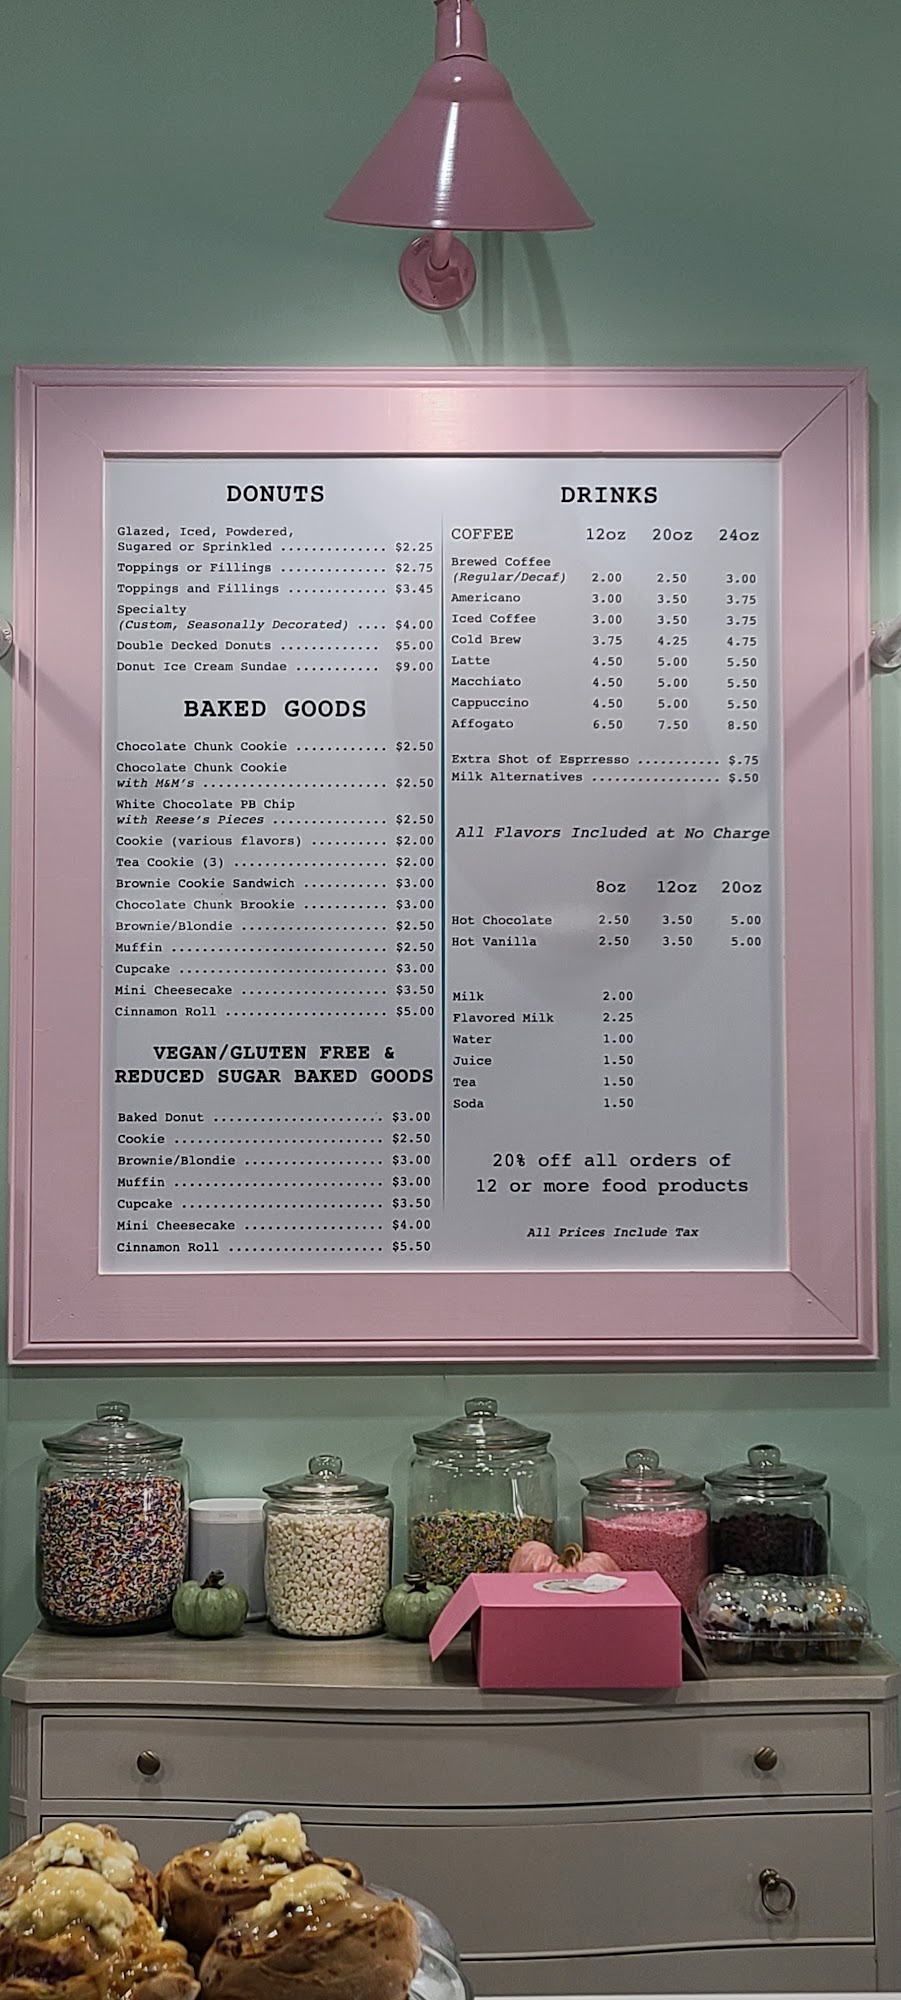 DONUTS
Glazed, Iced, Powdered,
Sugared or Sprinkled .............. $2.25
Toppings or Fillings .............. $2.75
Toppings and Fillings ............. $3.45
Specialty
(Custom, Seasonally Decorated) .... $4.00
Double Decked Donuts ............. $5.00
Donut Ice Cream Sundae ........... $9.00
BAKED GOODS
Chocolate Chunk Cookie ............ $2.50
Chocolate Chunk Cookie
with M&M's ........................ $2.50
White Chocolate PB Chip
with Reese's Pieces ............... $2.50
Cookie (various flavors) .......... $2.00
Tea Cookie (3) .................... $2.00
Brownie Cookie Sandwich ........... $3.00
Chocolate Chunk Brookie ........... $3.00
Brownie/Blondie ................... $2.50
Muffin ............................ $2.50
Cupcake ........................... $3.00
Mini Cheesecake ................... $3.50
Cinnamon Roll ..................... $5.00
VEGAN/GLUTEN FREE &
REDUCED SUGAR BAKED GOODS
Baked Donut ...................... $3.00
Cookie ........................... $2.50
Brownie/Blondie .................. $3.00
Muffin ........................... $3.00
Cupcake .......................... $3.50
Mini Cheesecake .................. $4.00
Cinnamon Roll .................... $5.50
DRINKS
COFFEE 12oz 20oz 24oz
Brewed Coffee
(Regular/Decaf) 2.00 2.50 3.00
Americano 3.00 3.50 3.75
Iced Coffee 3.00 3.50 3.75
Cold Brew 3.75 4.25 4.75
Latte 4.50 5.00 5.50
Macchiato 4.50 5.00 5.50
Cappuccino 4.50 5.00 5.50
Affogato 6.50 7.50 8.50
Extra Shot of Esprresso ........... $.75
Milk Alternatives ................. $.50
All Flavors Included at No Charge
8oz 12oz 20oz
Hot Chocolate 2.50 3.50 5.00
Hot Vanilla 2.50 3.50 5.00
Milk 2.00
Flavored Milk 2.25
Water 1.00
Juice 1.50
Tea 1.50
Soda 1.50
20% off all orders of
12 or more food products
All Prices Include Tax